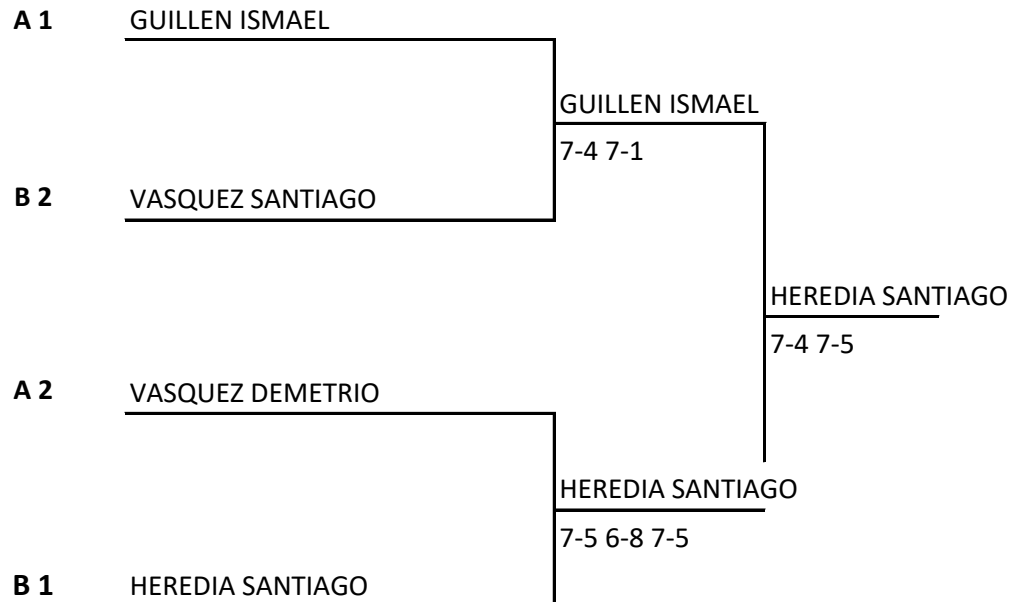 A 1 GUILLEN ISMAEL
GUILLEN ISMAEL
7-4 7-1
B 2 VASQUEZ SANTIAGO
HEREDIA SANTIAGO
7-4 7-5
A 2 VASQUEZ DEMETRIO
HEREDIA SANTIAGO
7-5 6-8 7-5
B 1 HEREDIA SANTIAGO